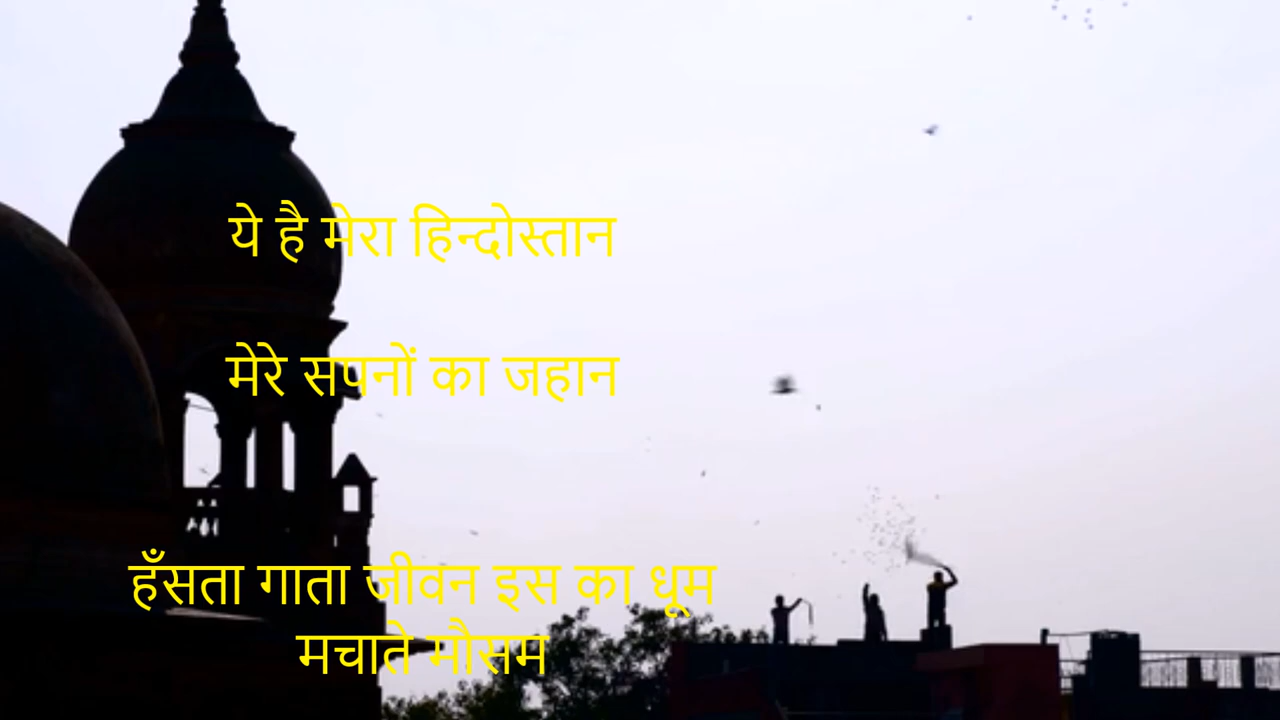 ये है मेरा हिन्दोस्तान
मेरे सपनों का जहान
हँसता गाता जीवन इस का धूम
मचाते मौसम